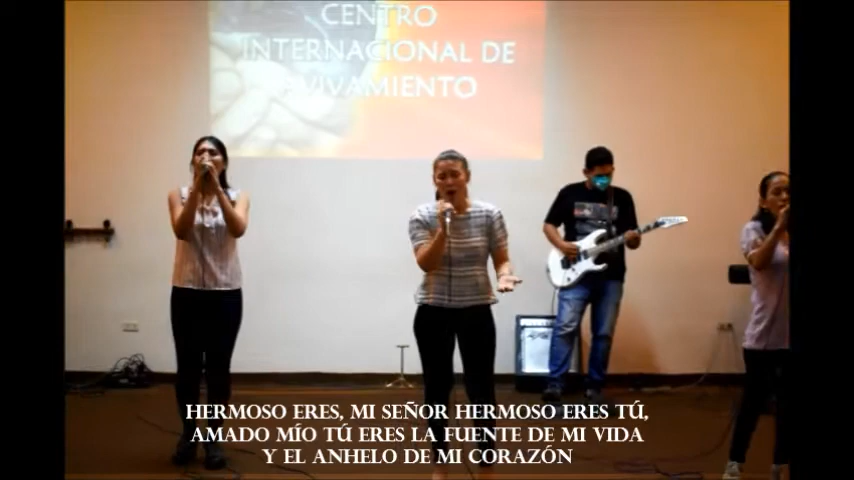 CENTRO
INTERNACIONAL DE
AVIVAMIENTO
HERMOSO ERES, MI SEÑOR HERMOSO ERES TÚ,
AMADO MÍO TÚ ERES LA FUENTE DE MI VIDA
Y EL ANHELO DE MI CORAZÓN